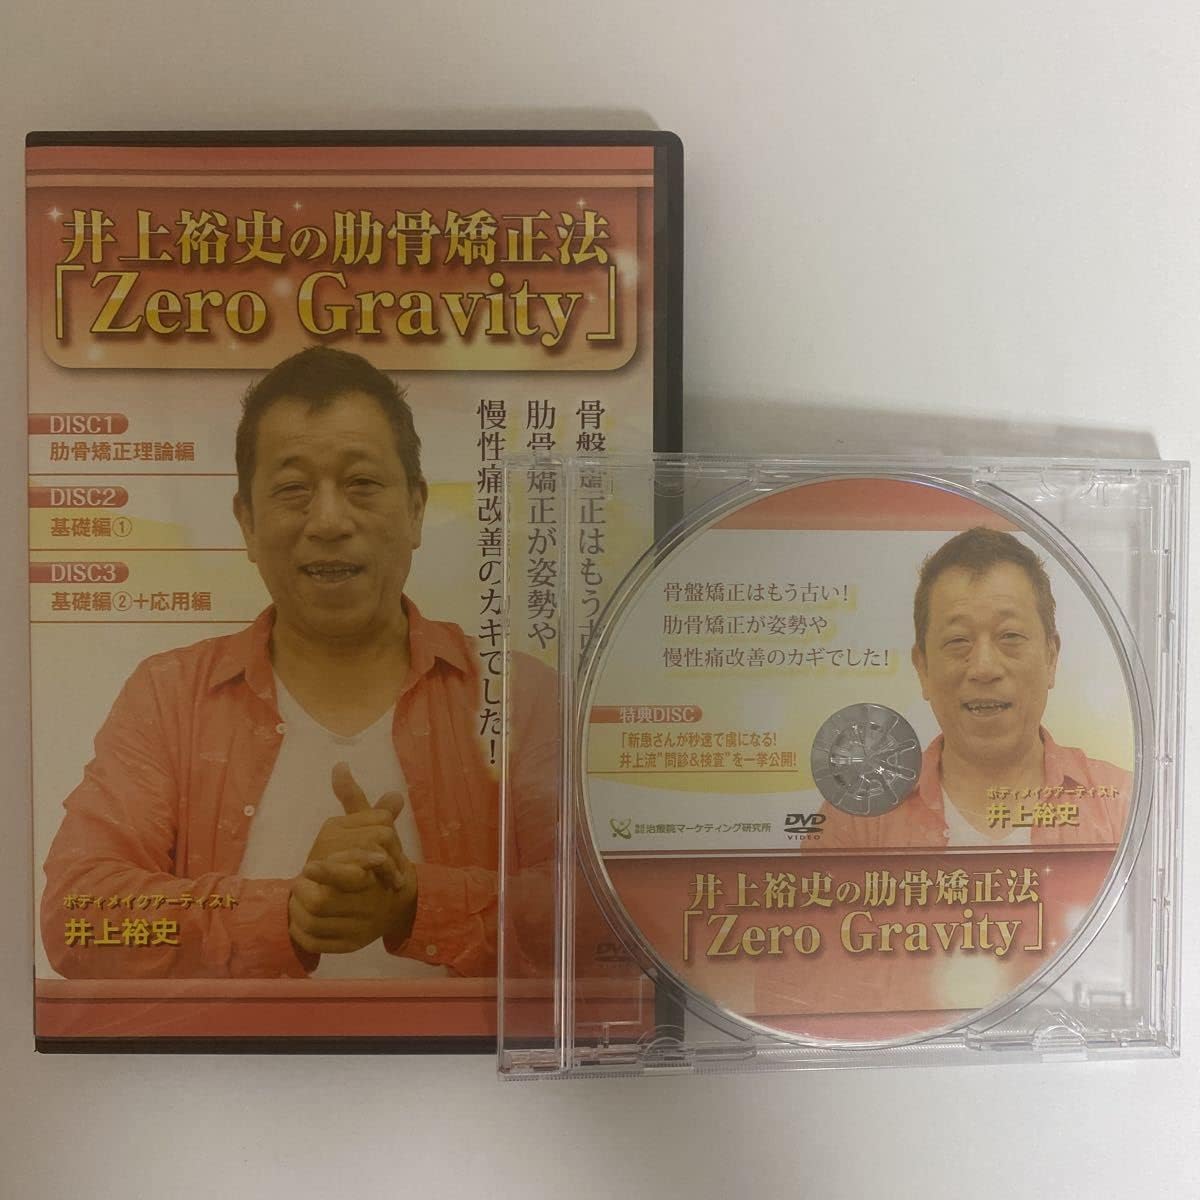 井上裕史の肋骨矯正法
「Zero Gravity」
DISC1
肋骨矯正理論編
DISC2
基礎編①
DISC3
基礎編②+応用編
骨盤矯正はもう古
肋骨矯正が姿勢や
慢性痛改善のカギでした!
ボディメイクアーティスト
井上裕史
DVD
骨盤矯正はもう古い!
肋骨矯正が姿勢や
慢性痛改善のカギでした!
特典DISC
「新患さんが秒速で虜になる!
井上流"問診&検査"を一挙公開!
治療院マーケティング研究所
DVD
VIDEO
ボディメイクアーティスト
井上裕史
井上裕史の肋骨矯正法
「Zero Gravity」